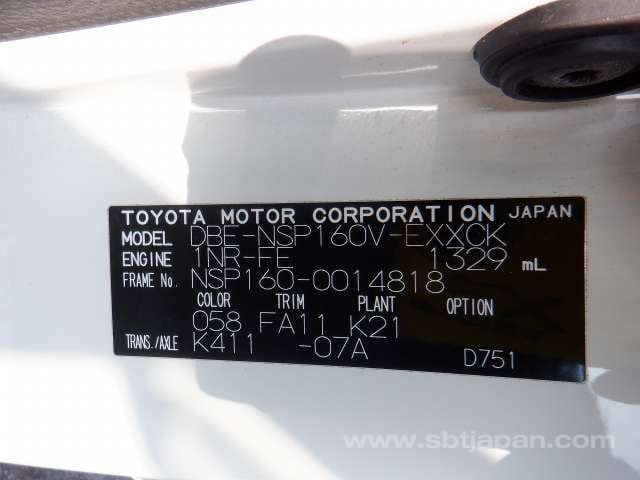 TOYOTA MOTOR CORPORATION JAPAN
MODEL DBE-NSP160V-EXXCK
ENGINE 1NR-FE 1329 mL
FRAME No. NSP160-0014818
COLOR TRIM PLANT OPTION
058 FA11 K21
TRANS./AXLE K411 -07A D751
www.sbtjapan.com